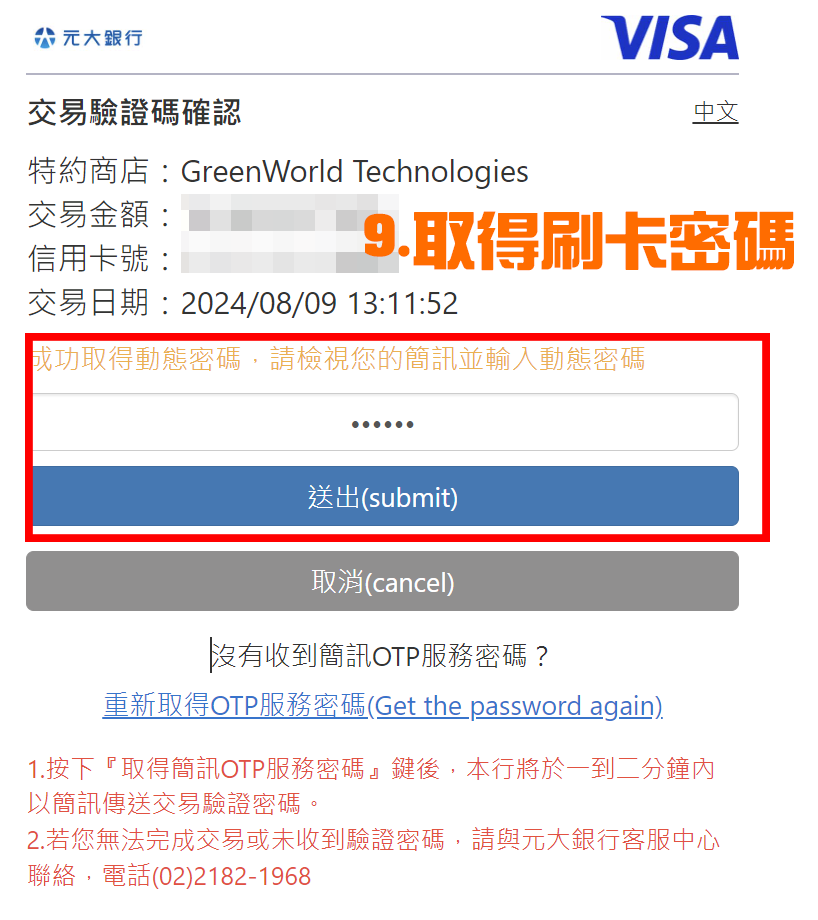 元大銀行
VISA
交易驗證碼確認
中文
特約商店：GreenWorld Technologies
交易金額：
9.取得刷卡密碼
信用卡號：
交易日期：2024/08/09 13:11:52
成功取得動態密碼，請檢視您的簡訊並輸入動態密碼
••••••
送出(submit)
取消(cancel)
沒有收到簡訊OTP服務密碼？
重新取得OTP服務密碼(Get the password again)
1.按下『取得簡訊OTP服務密碼』鍵後，本行將於一到二分鐘內
以簡訊傳送交易驗證密碼。
2.若您無法完成交易或未收到驗證密碼，請與元大銀行客服中心
聯絡，電話(02)2182-1968